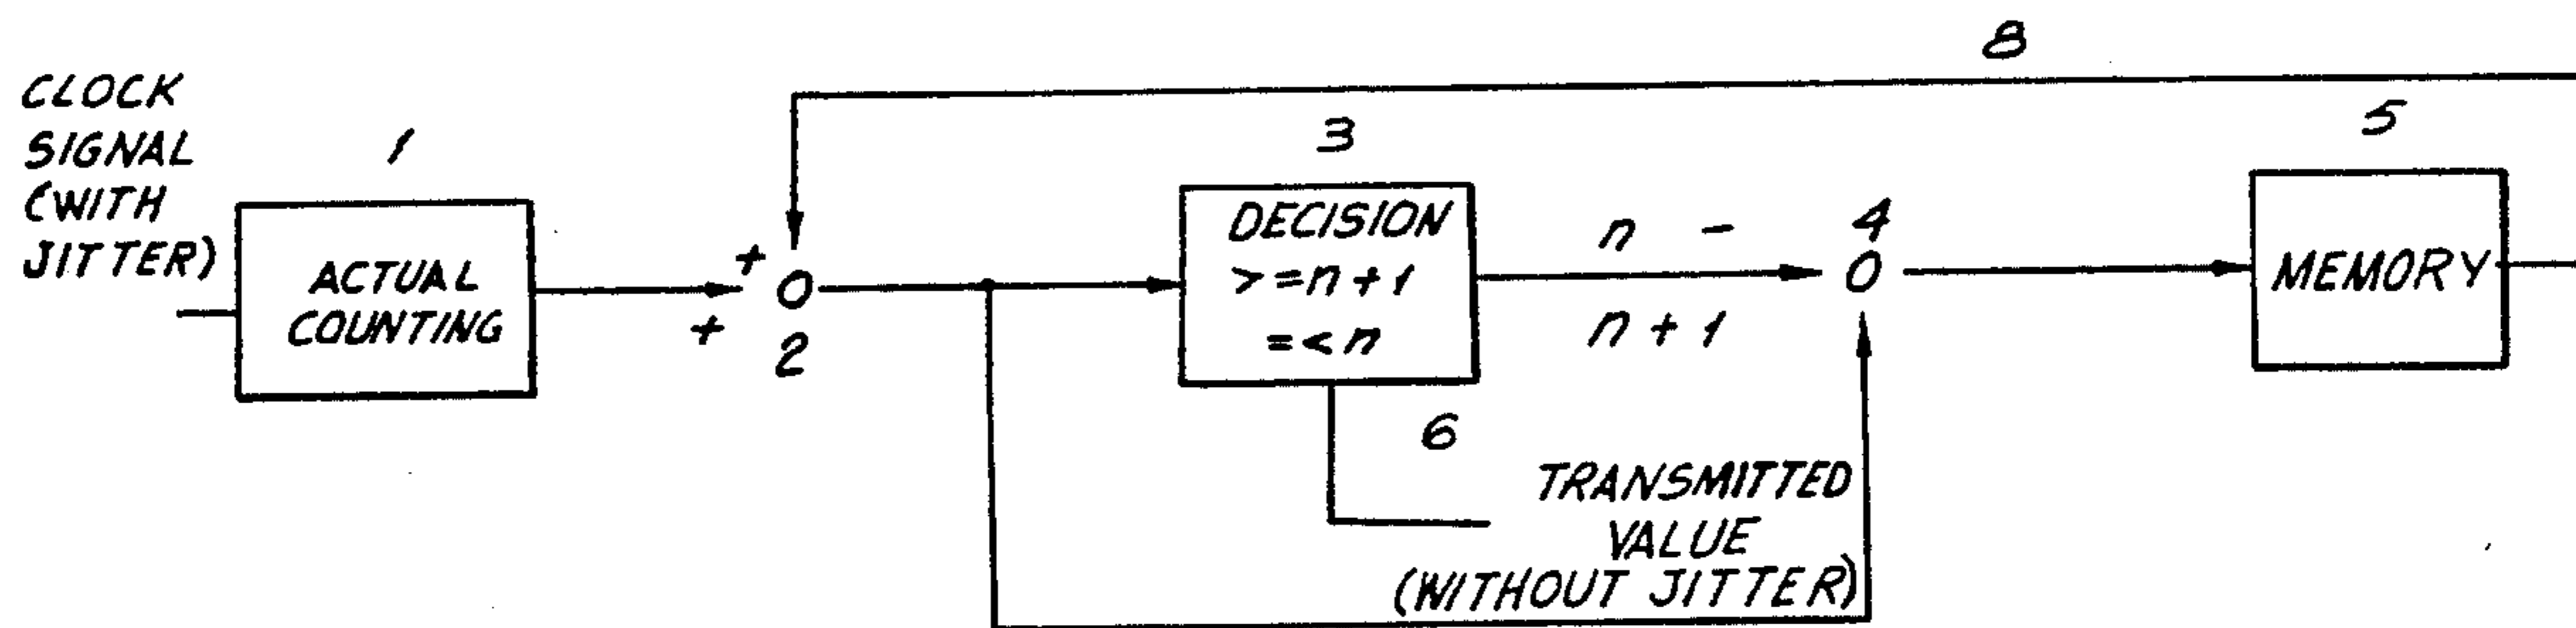 8
CLOCK
SIGNAL
(WITH
JITTER)
1
3
5
ACTUAL
COUNTING
+
+
0
2
DECISION
>=n+1
=<n
n -
n+1
4
0
MEMORY
6
TRANSMITTED
VALUE
(WITHOUT JITTER)